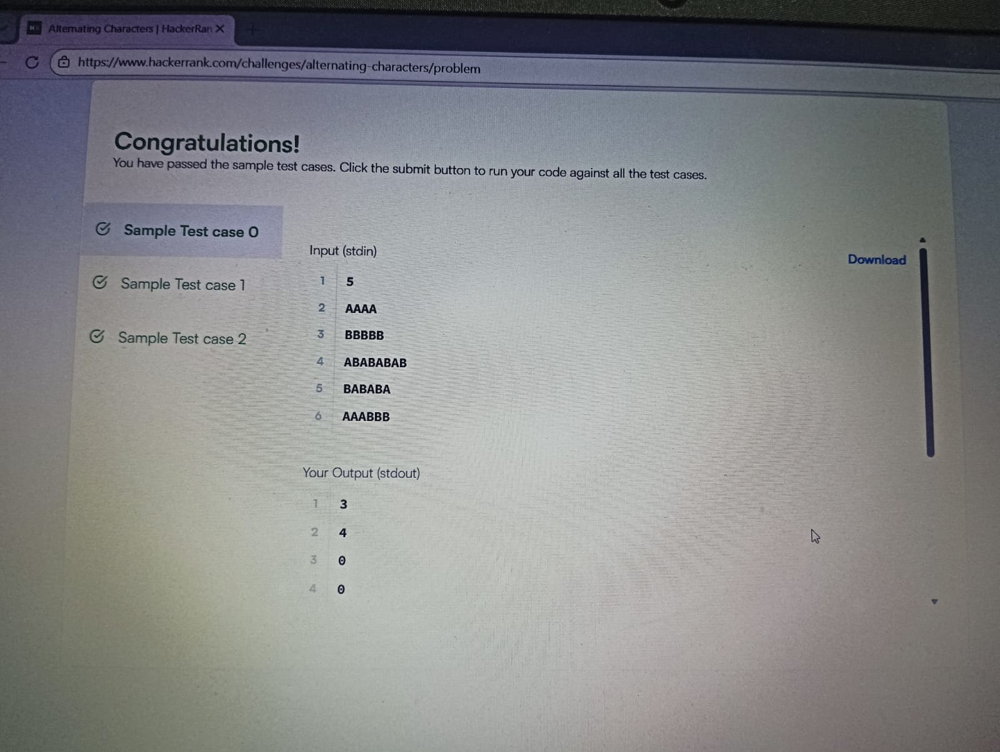 Alternating Characters | HackerRan
https://www.hackerrank.com/challenges/alternating-characters/problem
Congratulations!
You have passed the sample test cases. Click the submit button to run your code against all the test cases.
Sample Test case 0
Sample Test case 1
Sample Test case 2
Input (stdin)
Download
1 5
2 AAAA
3 BBBBB
4 ABABABAB
5 BABABA
6 AAABBB
Your Output (stdout)
1 3
2 4
3 0
4 0